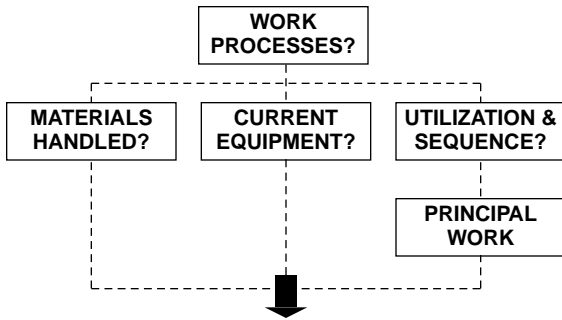 WORK
PROCESSES?
MATERIALS
HANDLED?
CURRENT
EQUIPMENT?
UTILIZATION &
SEQUENCE?
PRINCIPAL
WORK